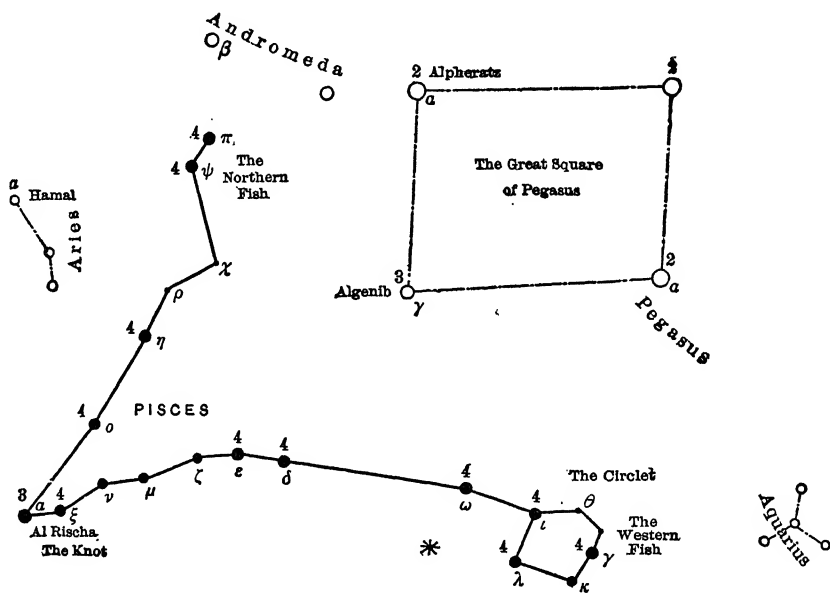 Andromeda
β
2 Alpheratz
α
2
4 π
4 ψ
The
Northern
Fish
The Great Square
of Pegasus
α
Hamal
Aries
χ
ρ
3
Algenib
γ
2
α
Pegasus
4
η
4
ο
PISCES
3
α
4
ξ
ν
μ
ζ
4
ε
4
δ
4
ω
4
ι
The Circlet
θ
The
Western
Fish
4
γ
4
λ
κ
Al Rischa
The Knot
*
Aquarius